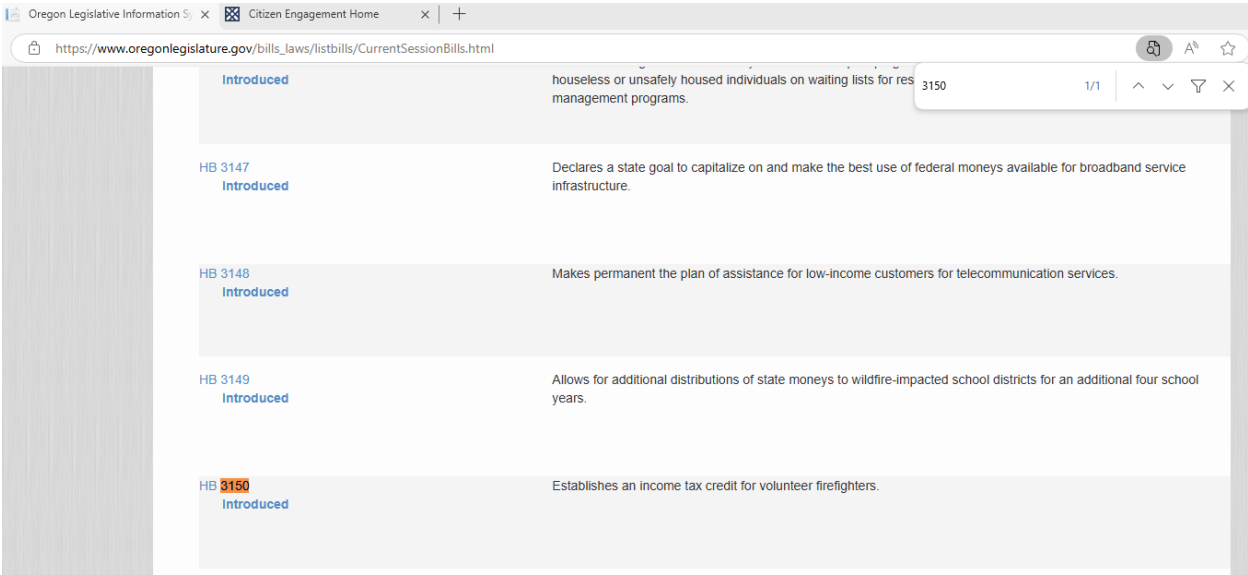 Oregon Legislative Information Sy
Citizen Engagement Home
https://www.oregonlegislature.gov/bills_laws/listbills/CurrentSessionBills.html
3150
1/1
Introduced
houseless or unsafely housed individuals on waiting lists for res
management programs.
HB 3147
Introduced
Declares a state goal to capitalize on and make the best use of federal moneys available for broadband service
infrastructure.
HB 3148
Introduced
Makes permanent the plan of assistance for low-income customers for telecommunication services.
HB 3149
Introduced
Allows for additional distributions of state moneys to wildfire-impacted school districts for an additional four school
years.
HB 3150
Introduced
Establishes an income tax credit for volunteer firefighters.